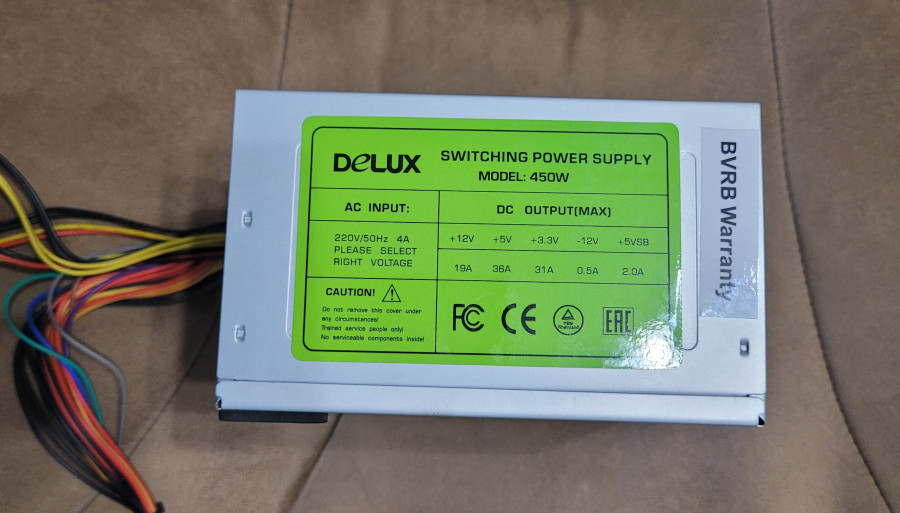 DELUX
SWITCHING POWER SUPPLY
MODEL: 450W
AC INPUT:
220V/50Hz 4A
PLEASE SELECT
RIGHT VOLTAGE
DC OUTPUT(MAX)
+12V +5V +3.3V -12V +5VSB
19A 36A 31A 0.5A 2.0A
CAUTION!
Do not remove this cover under
any circumstances!
Trained service people only!
No serviceable components inside!
FC CE TÜV Rheinland EAC
BVRB Warranty